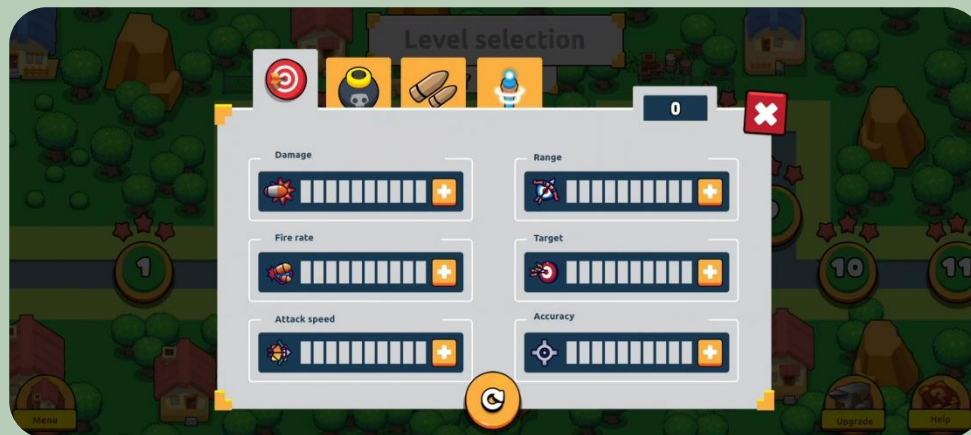 Level selection
0
Damage
Range
Fire rate
Target
Attack speed
Accuracy
1
10
11
Menu
Upgrade
Help